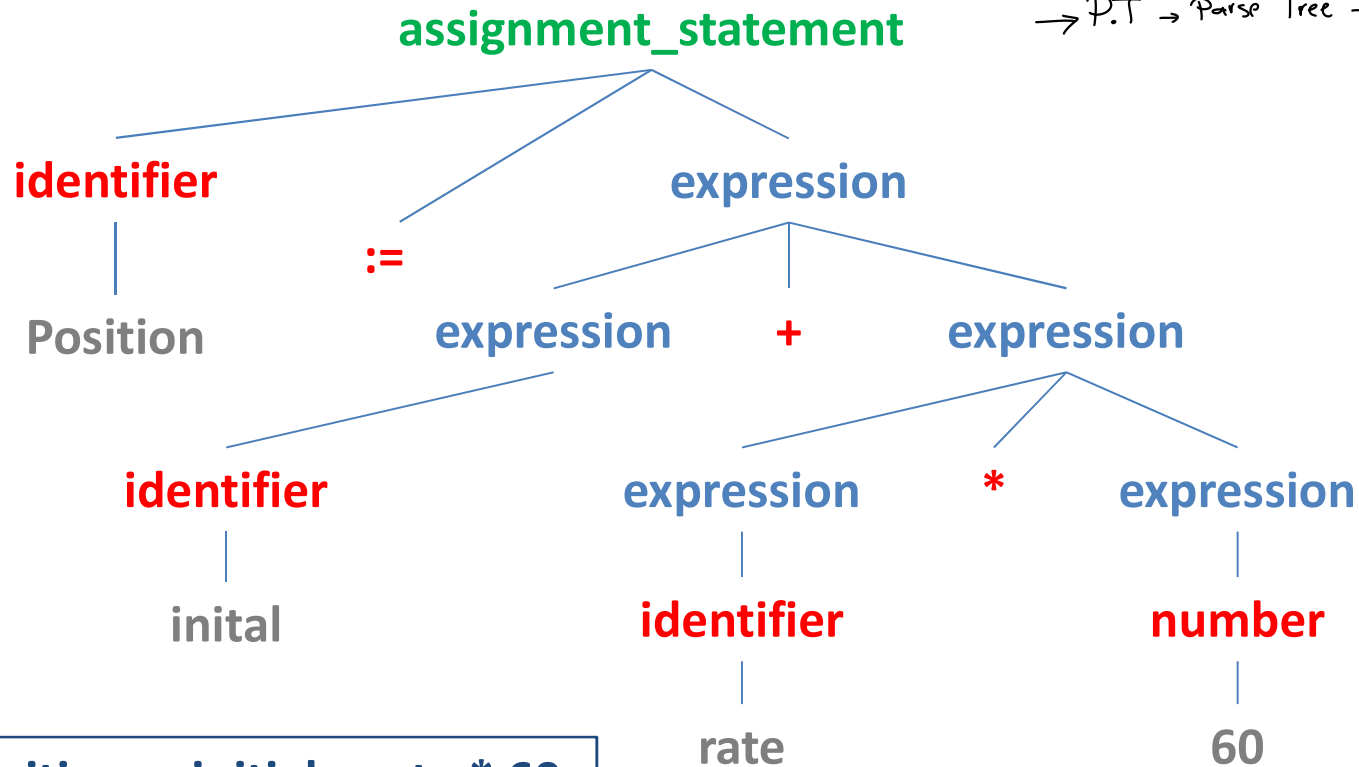 → P.T → Parse Tree -
assignment_statement
identifier
expression
:=
Position
expression + expression
identifier
expression * expression
inital
identifier
number
rate
60